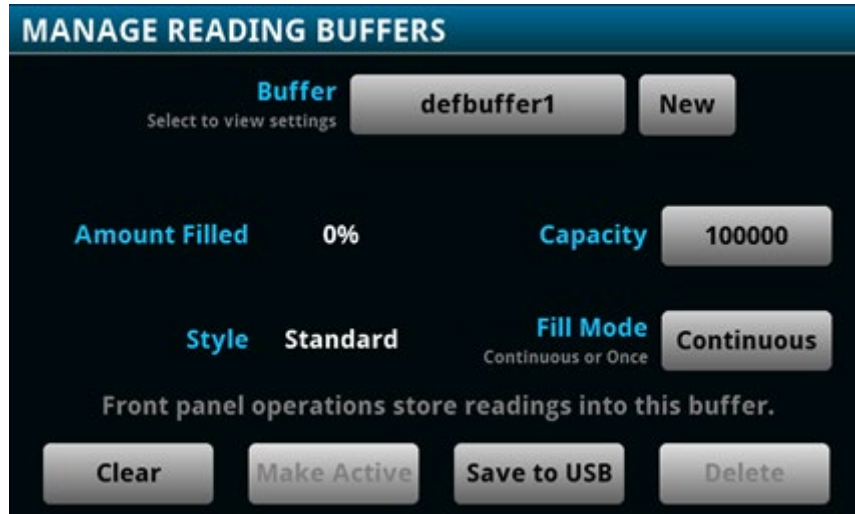 MANAGE READING BUFFERS
Buffer defbuffer1 New
Select to view settings
Amount Filled 0% Capacity 100000
Style Standard Fill Mode Continuous
Continuous or Once
Front panel operations store readings into this buffer.
Clear Make Active Save to USB Delete